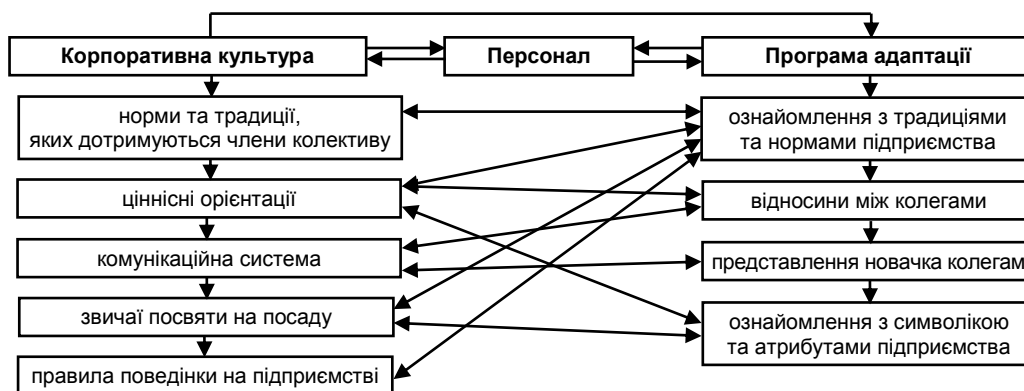 Корпоративна культура
Персонал
Програма адаптації
норми та традиції,
яких дотримуються члени колективу
ціннісні орієнтації
комунікаційна система
звичаї посвяти на посаду
правила поведінки на підприємстві
ознайомлення з традиціями
та нормами підприємства
відносини між колегами
представлення новачка колегам
ознайомлення з символікою
та атрибутами підприємства